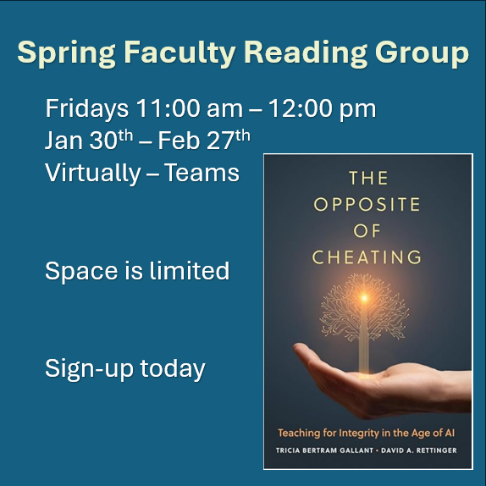 Spring Faculty Reading Group
Fridays 11:00 am – 12:00 pm
Jan 30th – Feb 27th
Virtually – Teams
Space is limited
Sign-up today
THE
OPPOSITE
OF
CHEATING
Teaching for Integrity in the Age of AI
TRICIA BERTRAM GALLANT - DAVID A. RETTINGER